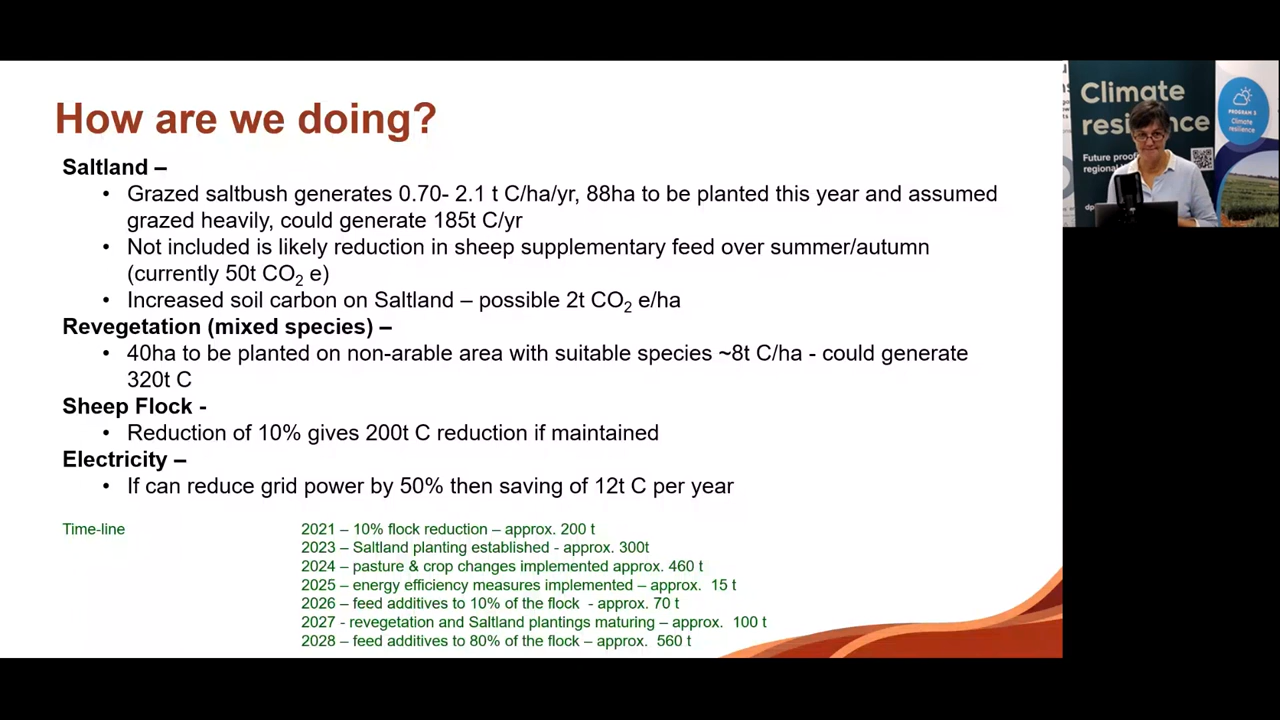 How are we doing?
Saltland –
• Grazed saltbush generates 0.70- 2.1 t C/ha/yr, 88ha to be planted this year and assumed
grazed heavily, could generate 185t C/yr
• Not included is likely reduction in sheep supplementary feed over summer/autumn
(currently 50t CO₂ e)
• Increased soil carbon on Saltland – possible 2t CO₂ e/ha
Revegetation (mixed species) –
• 40ha to be planted on non-arable area with suitable species ~8t C/ha - could generate
320t C
Sheep Flock -
• Reduction of 10% gives 200t C reduction if maintained
Electricity –
• If can reduce grid power by 50% then saving of 12t C per year
Time-line
2021 – 10% flock reduction – approx. 200 t
2023 – Saltland planting established - approx. 300t
2024 – pasture & crop changes implemented approx. 460 t
2025 – energy efficiency measures implemented – approx. 15 t
2026 – feed additives to 10% of the flock - approx. 70 t
2027 - revegetation and Saltland plantings maturing – approx. 100 t
2028 – feed additives to 80% of the flock – approx. 560 t
Climate
PROGRAM 3
Climate
resilience
Future
regional